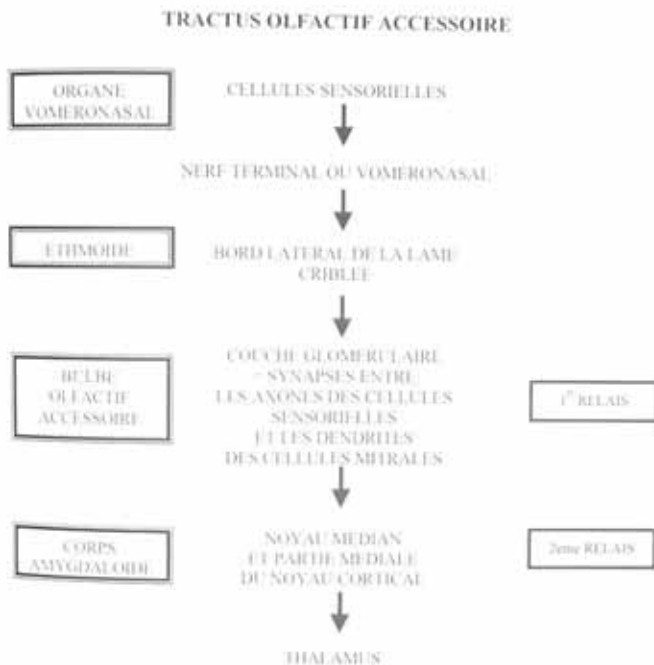 TRACTUS OLFACTIF ACCESSOIRE
ORGANE
VOMERONASAL
CELLULES SENSORIELLES
NERF TERMINAL OU VOMERONASAL
ETHMOIDE
BORD LATERAL DE LA LAME
CRIBLEE
BULBE
OLFACTIF
ACCESSOIRE
COUCHE GLOMERULAIRE
= SYNAPSES ENTRE
LES AXONES DES CELLULES
SENSORIELLES
ET LES DENDRITES
DES CELLULES MITRALES
1er RELAIS
CORPS
AMYGDALOIDE
NOYAU MEDIAN
ET PARTIE MEDIALE
DU NOYAU CORTICAL
2eme RELAIS
THALAMUS